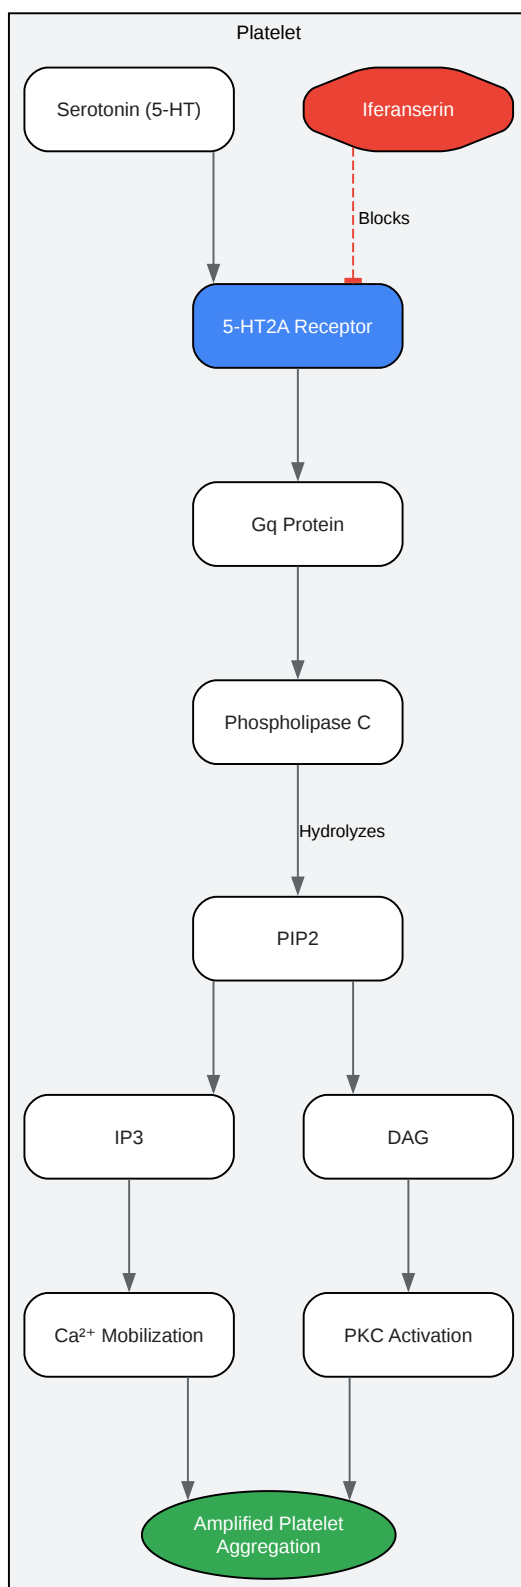 Platelet
Serotonin (5-HT)
Iferanserin
Blocks
5-HT2A Receptor
Gq Protein
Phospholipase C
Hydrolyzes
PIP2
IP3
DAG
Ca²⁺ Mobilization
PKC Activation
Amplified Platelet
Aggregation